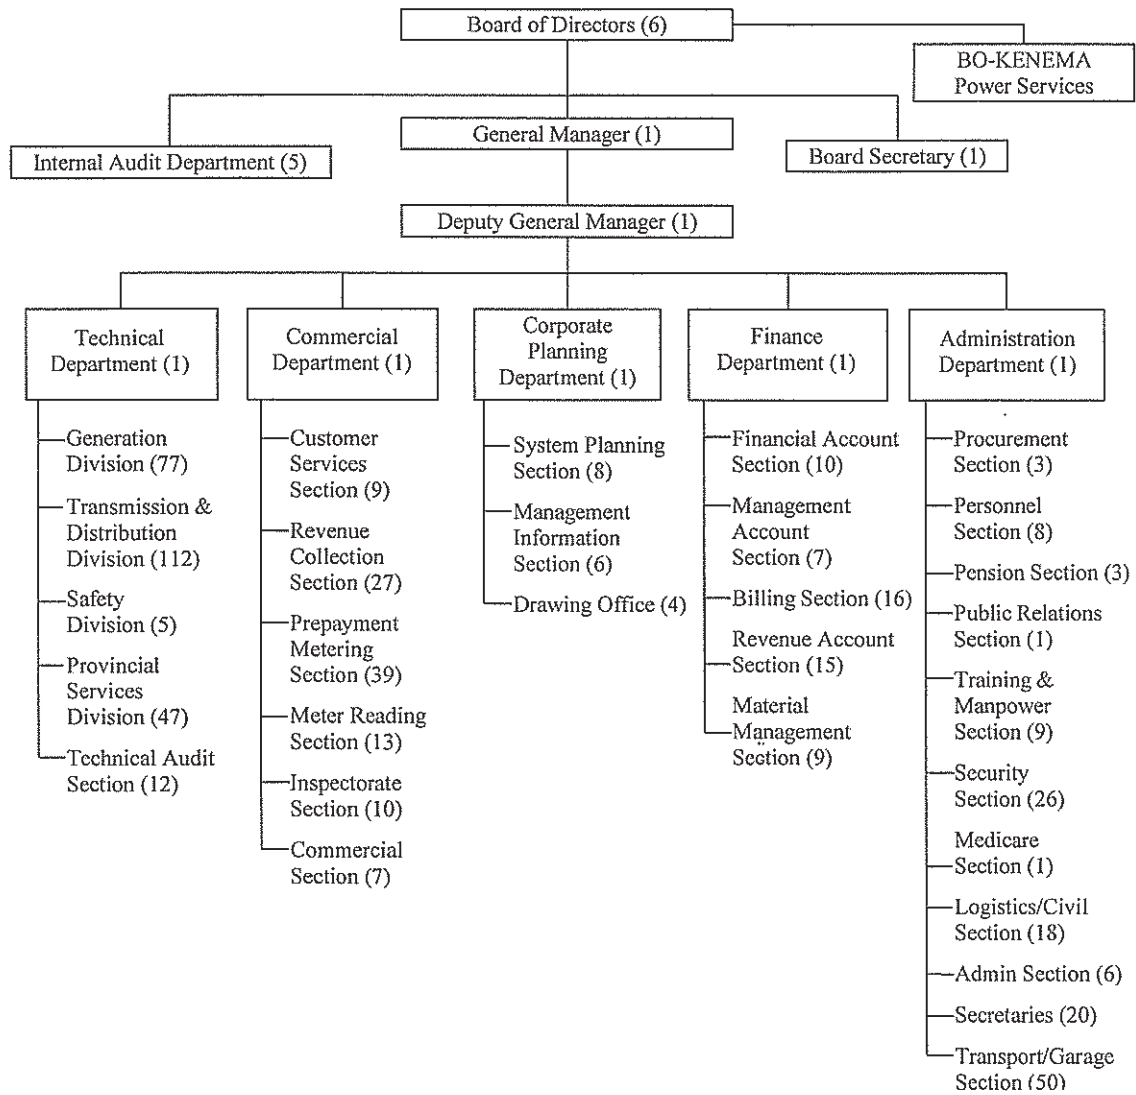 Board of Directors (6)
BO-KENEMA
Power Services
General Manager (1)
Internal Audit Department (5)
Board Secretary (1)
Deputy General Manager (1)
Technical
Department (1)
Commercial
Department (1)
Corporate
Planning
Department (1)
Finance
Department (1)
Administration
Department (1)
Generation
Division (77)
Transmission &
Distribution
Division (112)
Safety
Division (5)
Provincial
Services
Division (47)
Technical Audit
Section (12)
Customer
Services
Section (9)
Revenue
Collection
Section (27)
Prepayment
Metering
Section (39)
Meter Reading
Section (13)
Inspectorate
Section (10)
Commercial
Section (7)
System Planning
Section (8)
Management
Information
Section (6)
Drawing Office (4)
Financial Account
Section (10)
Management
Account
Section (7)
Billing Section (16)
Revenue Account
Section (15)
Material
Management
Section (9)
Procurement
Section (3)
Personnel
Section (8)
Pension Section (3)
Public Relations
Section (1)
Training &
Manpower
Section (9)
Security
Section (26)
Medicare
Section (1)
Logistics/Civil
Section (18)
Admin Section (6)
Secretaries (20)
Transport/Garage
Section (50)